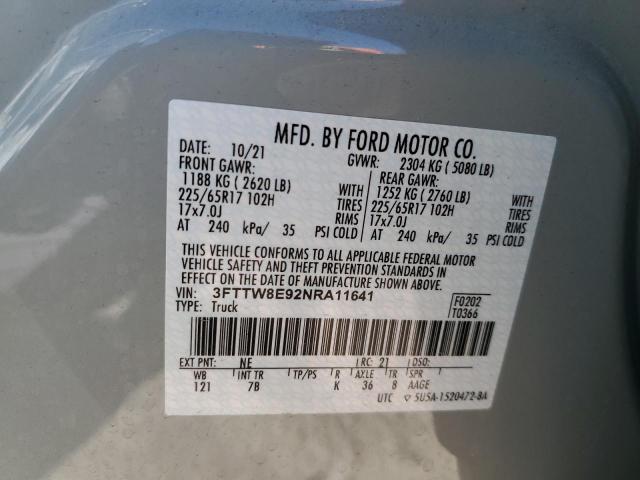 MFD. BY FORD MOTOR CO.
DATE: 10/21 GVWR: 2304 KG ( 5080 LB)
FRONT GAWR: REAR GAWR:
1188 KG ( 2620 LB) WITH 1252 KG ( 2760 LB) WITH
225/65R17 102H TIRES 225/65R17 102H TIRES
17x7.0J RIMS 17x7.0J RIMS
AT 240 kPa/ 35 PSI COLD AT 240 kPa/ 35 PSI COLD
THIS VEHICLE CONFORMS TO ALL APPLICABLE FEDERAL MOTOR
VEHICLE SAFETY AND THEFT PREVENTION STANDARDS IN
EFFECT ON THE DATE OF MANUFACTURE SHOWN ABOVE.
VIN: 3FTTW8E92NRA11641 F0202
TYPE: Truck T0366
EXT PNT: NE RC: 21 DSO:
WB INT TR TP/PS R AXLE TR SPR
121 7B K 36 8 AAGE
UTC 5U5A-1520472-BA